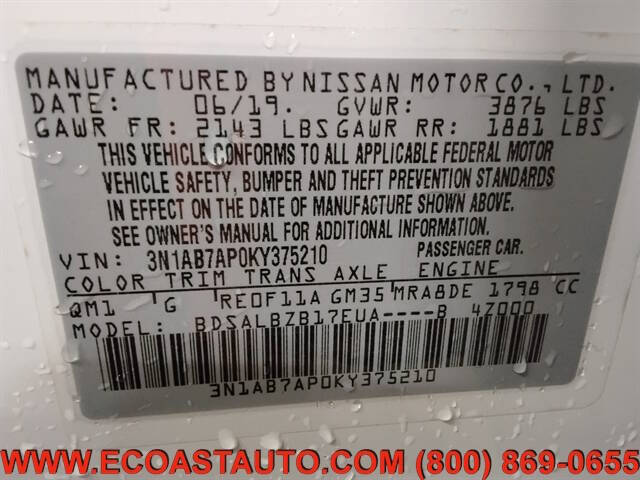 MANUFACTURED BY NISSAN MOTOR CO., LTD.
DATE: 06/19. GVWR: 3876 LBS
GAWR FR: 2143 LBS GAWR RR: 1881 LBS
THIS VEHICLE CONFORMS TO ALL APPLICABLE FEDERAL MOTOR
VEHICLE SAFETY, BUMPER AND THEFT PREVENTION STANDARDS
IN EFFECT ON THE DATE OF MANUFACTURE SHOWN ABOVE.
SEE OWNER'S MANUAL FOR ADDITIONAL INFORMATION.
VIN: 3N1AB7AP0KY375210 PASSENGER CAR.
COLOR TRIM TRANS AXLE ENGINE
QM1 G RE0F11A GM35 MRA8DE 1798 CC
MODEL: BDSALBZB17EUA----B 4Z000
3N1AB7AP0KY375210
WWW.ECOASTAUTO.COM (800) 869-0655